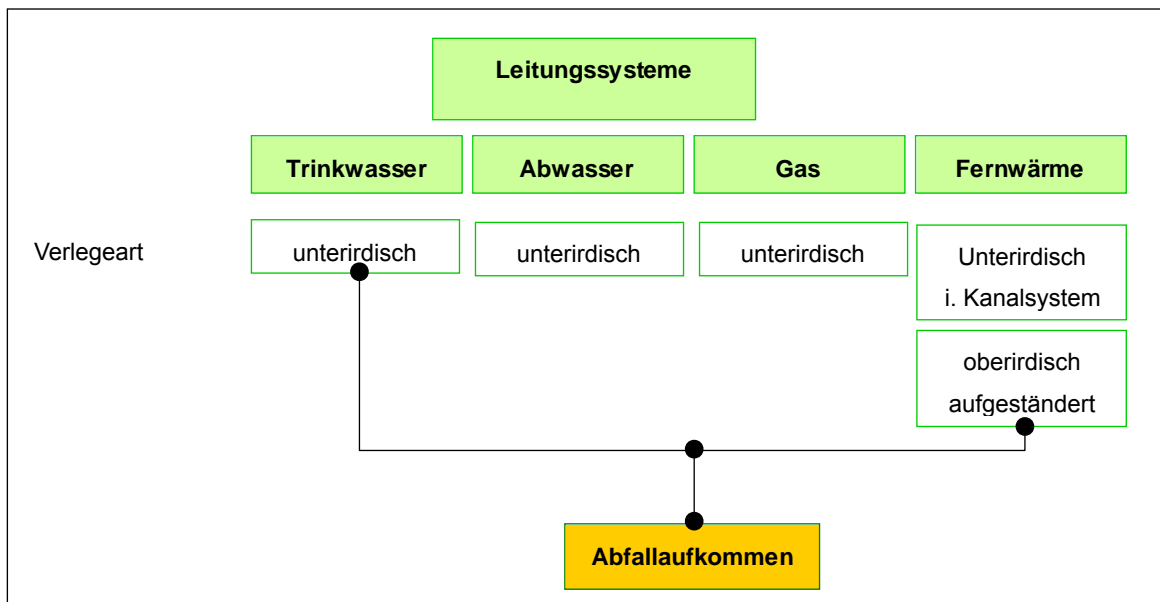 Leitungssysteme
Trinkwasser
Abwasser
Gas
Fernwärme
Verlegeart
unterirdisch
unterirdisch
unterirdisch
Unterirdisch
i. Kanalsystem
oberirdisch
aufgeständert
Abfallaufkommen